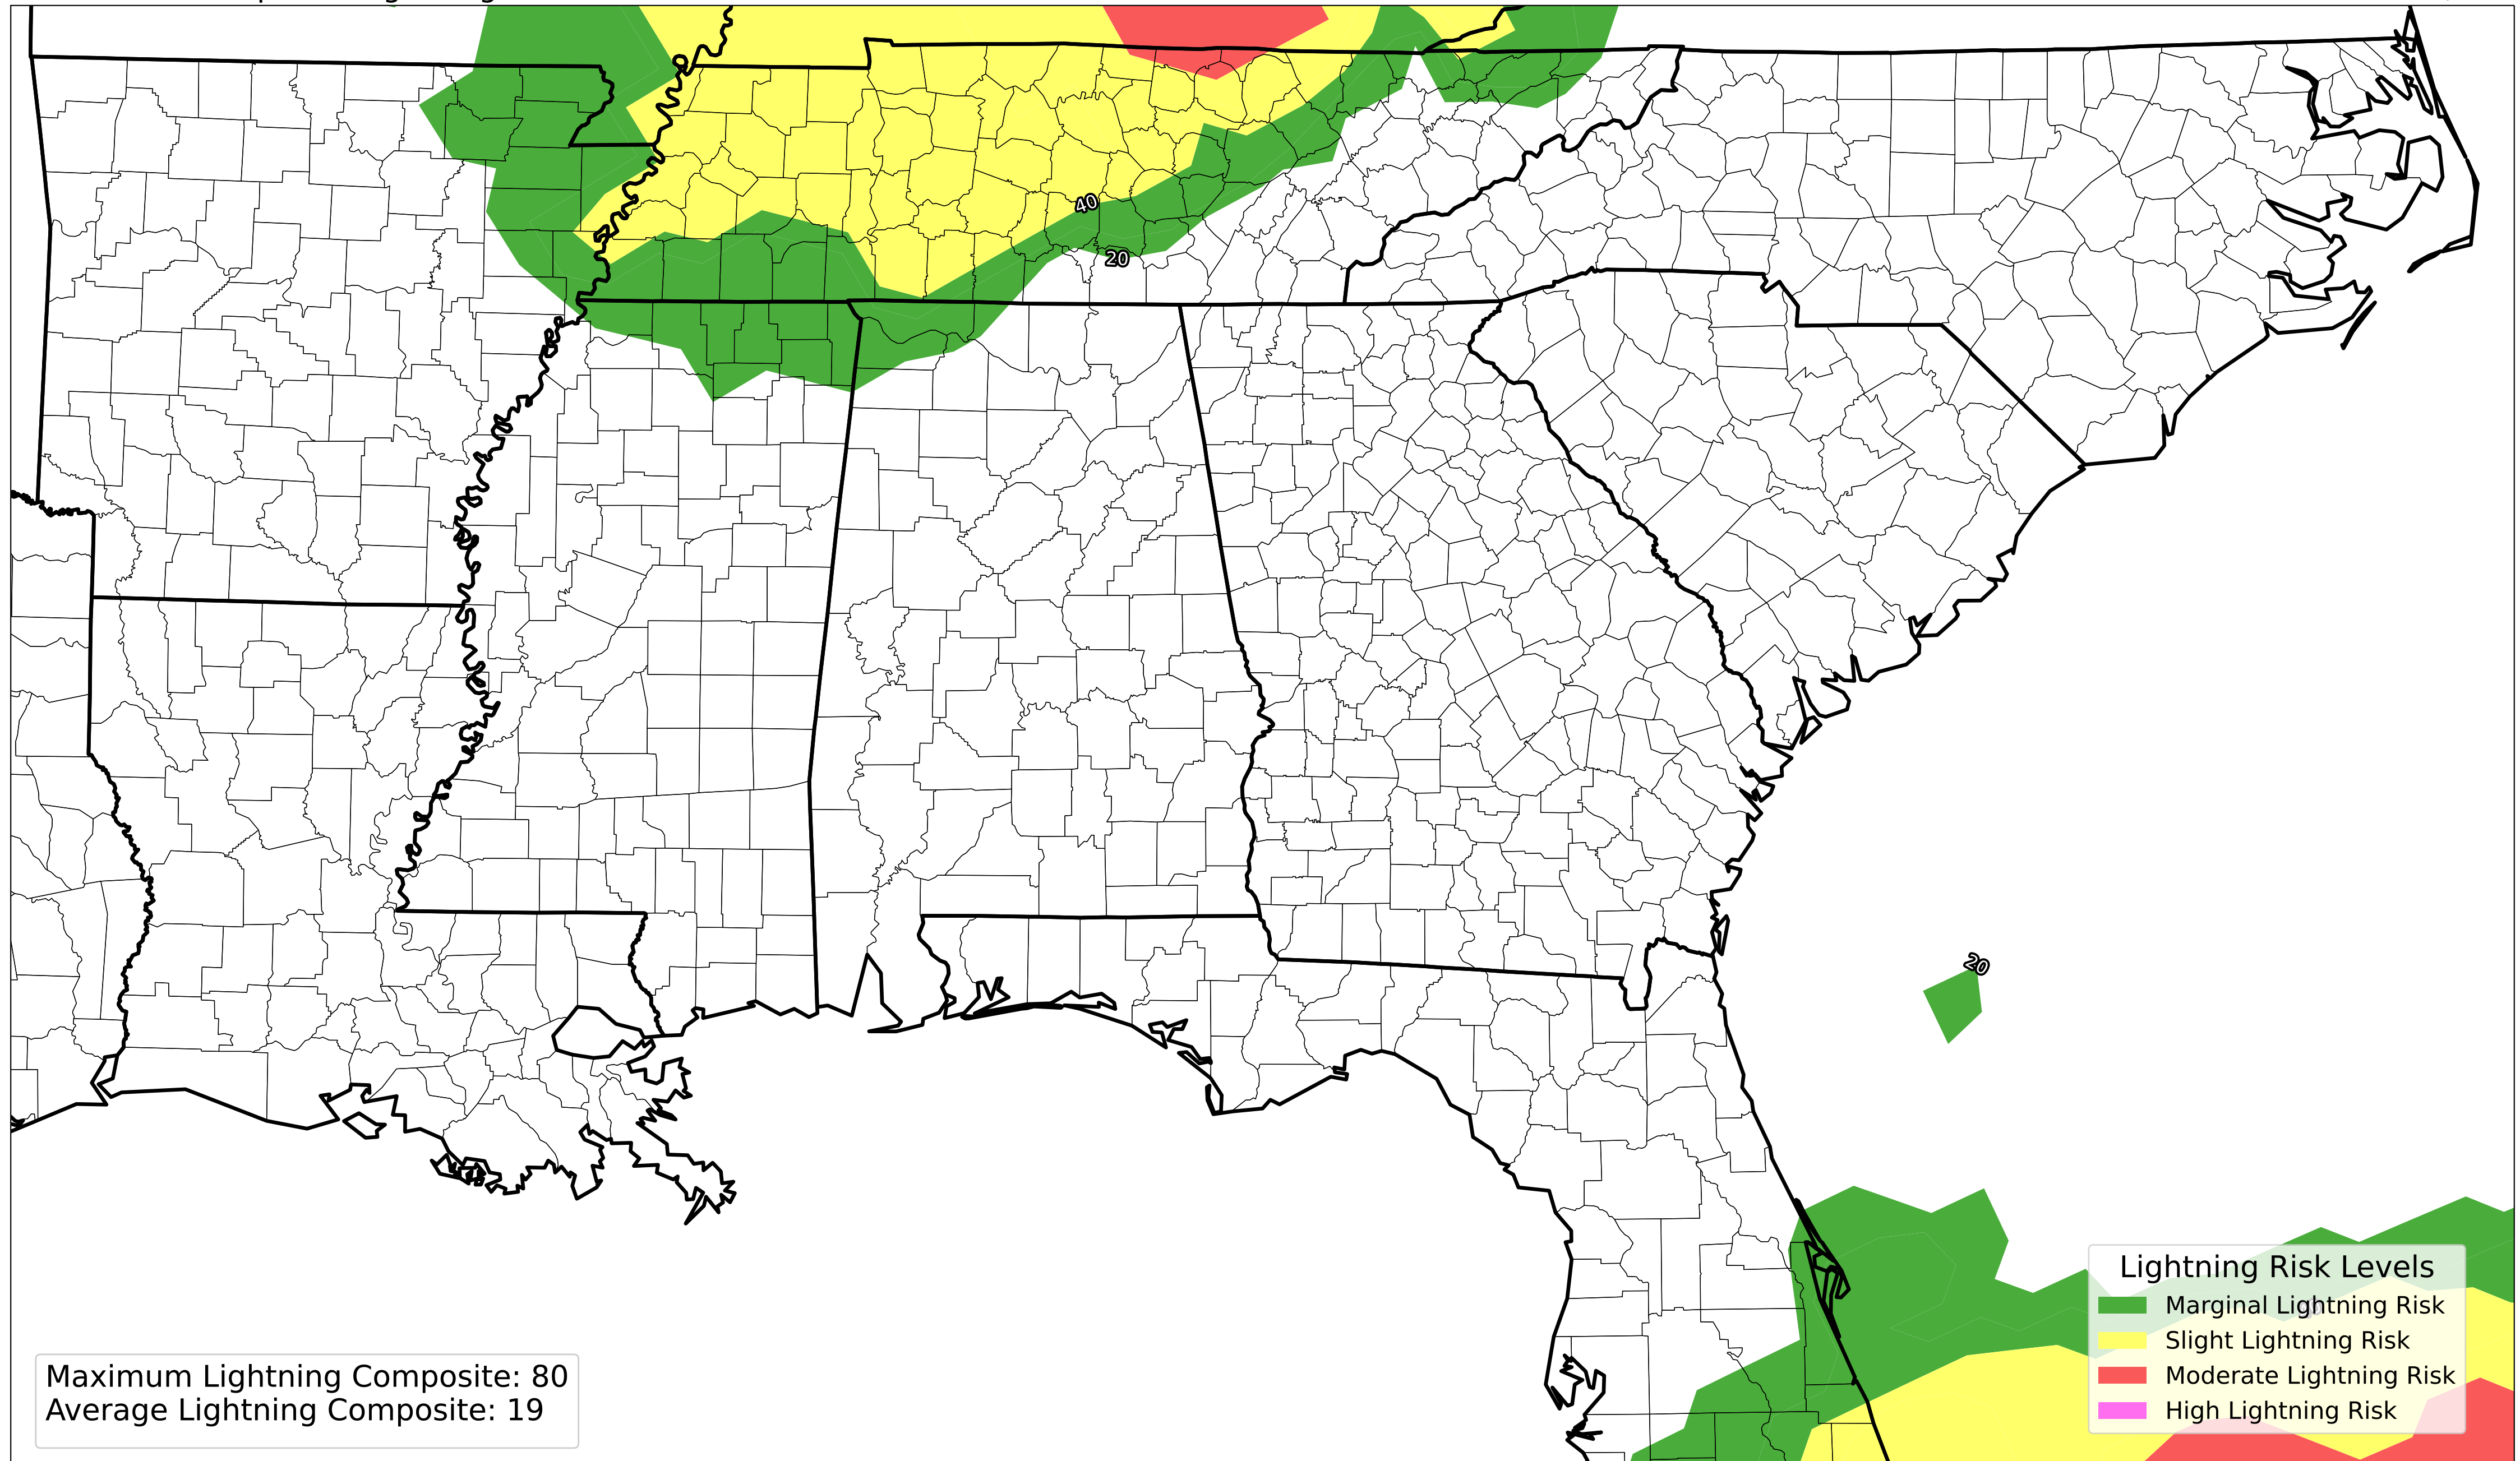 40
20
20
Lightning Risk Levels
Marginal Lightning Risk
Slight Lightning Risk
Moderate Lightning Risk
High Lightning Risk
Maximum Lightning Composite: 80
Average Lightning Composite: 19